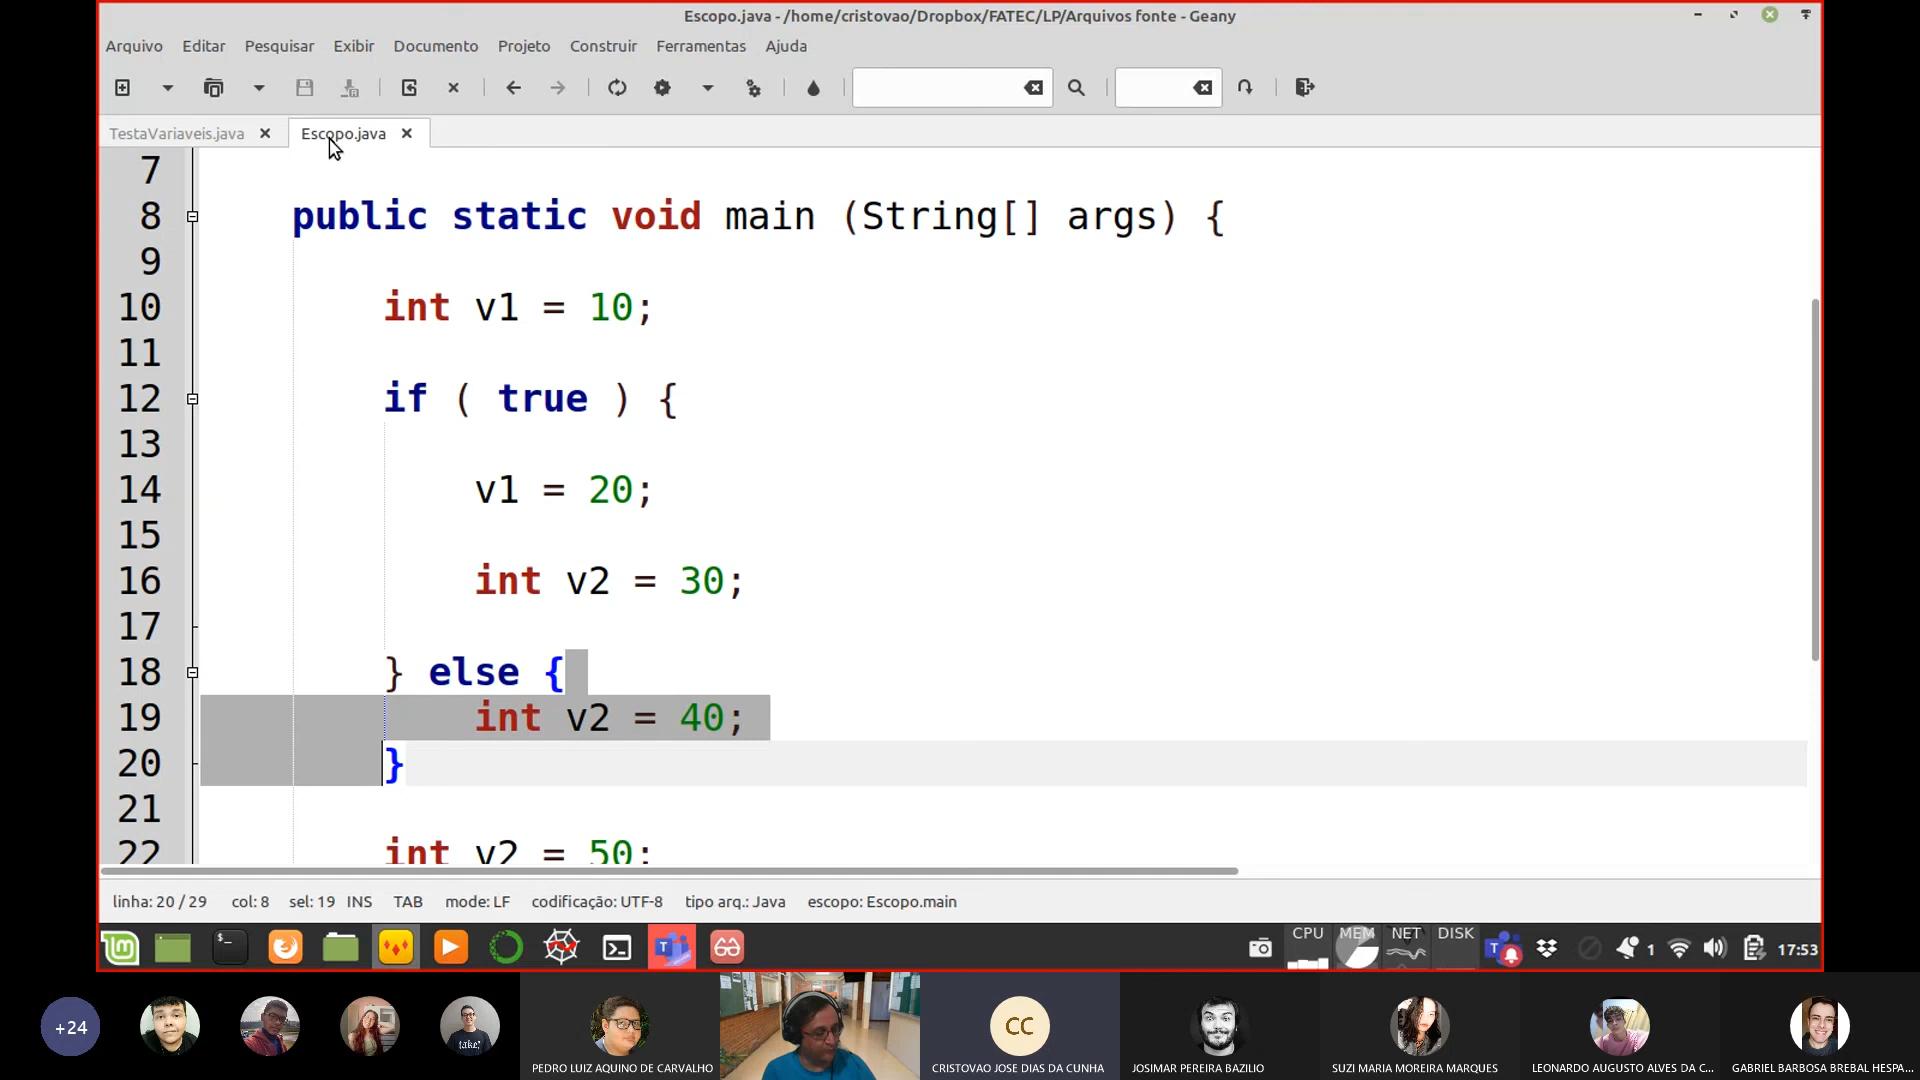 Escopo.java - /home/cristovao/Dropbox/FATEC/LP/Arquivos fonte - Geany
Arquivo Editar Pesquisar Exibir Documento Projeto Construir Ferramentas Ajuda
TestaVariaveis.java Escopo.java
7
8 public static void main (String[] args) {
9
10 int v1 = 10;
11
12 if ( true ) {
13
14 v1 = 20;
15
16 int v2 = 30;
17
18 } else {
19 int v2 = 40;
20 }
21
22 int v2 = 50;
linha: 20 / 29 col: 8 sel: 19 INS TAB mode: LF codificação: UTF-8 tipo arq.: Java escopo: Escopo.main
CPU MEM NET DISK 1 17:53
+24 take! CC
PEDRO LUIZ AQUINO DE CARVALHO CRISTOVAO JOSE DIAS DA CUNHA JOSIMAR PEREIRA BAZILIO SUZI MARIA MOREIRA MARQUES LEONARDO AUGUSTO ALVES DA C... GABRIEL BARBOSA BREBAL HESPA...